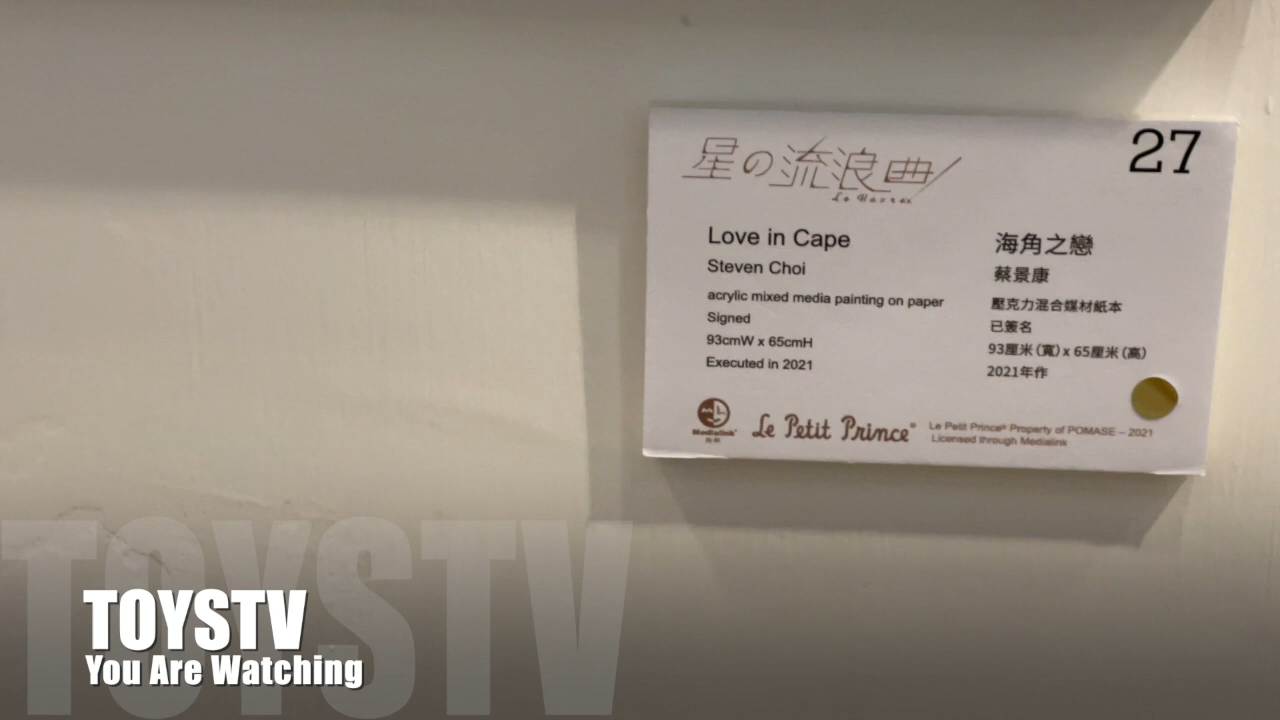 27
星の流浪曲
Le Havren
Love in Cape
Steven Choi
acrylic mixed media painting on paper
Signed
93cmW x 65cmH
Executed in 2021
海角之戀
蔡景康
壓克力混合媒材紙本
已簽名
93厘米（寬）x 65厘米（高）
2021年作
Medialink®
Le Petit Prince®
Le Petit Prince® Property of POMASE – 2021
Licensed through Medialink
TOYSTV
TOYSTV
You Are Watching